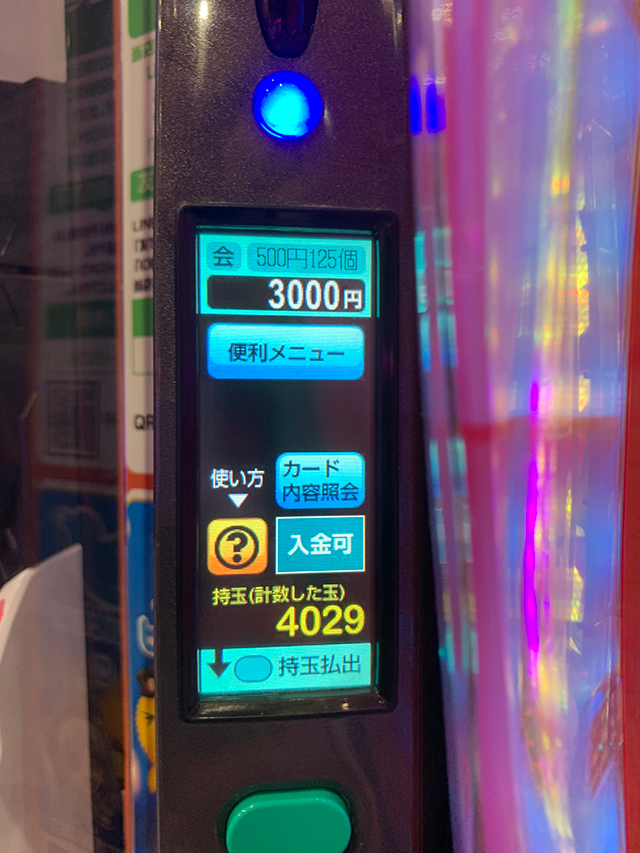 会 500円125個
3000円
便利メニュー
使い方
カード
内容照会
?
入金可
持玉(計数した玉)
4029
持玉払出
QR